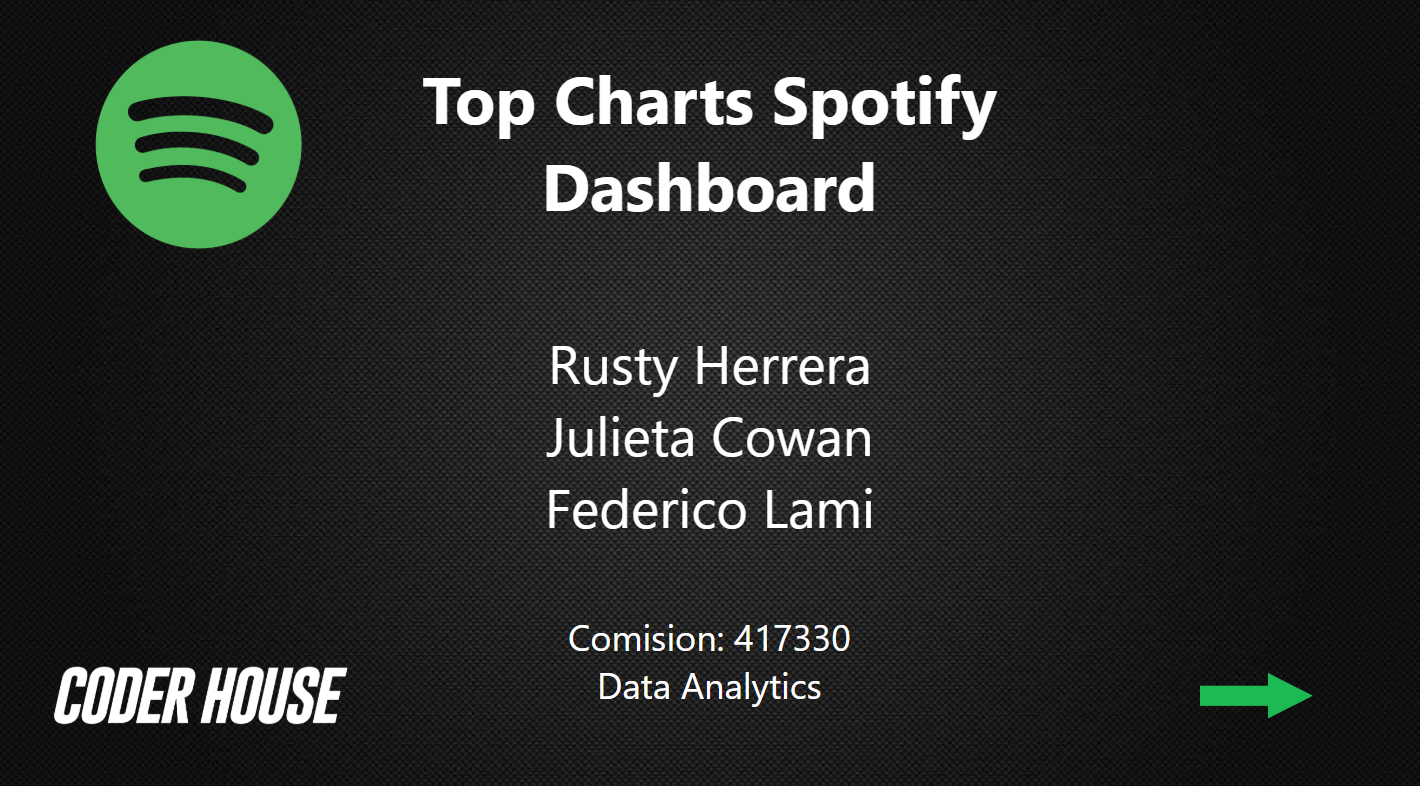 Top Charts Spotify
Dashboard
Rusty Herrera
Julieta Cowan
Federico Lami
Comision: 417330
Data Analytics
CODER HOUSE